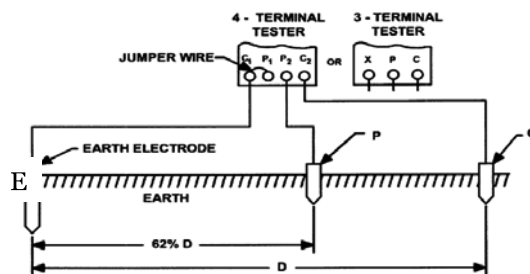 4 - TERMINAL
TESTER
3 - TERMINAL
TESTER
C1 P1 P2 C2
OR
X P C
JUMPER WIRE
P
EARTH ELECTRODE
E
EARTH
62% D
D